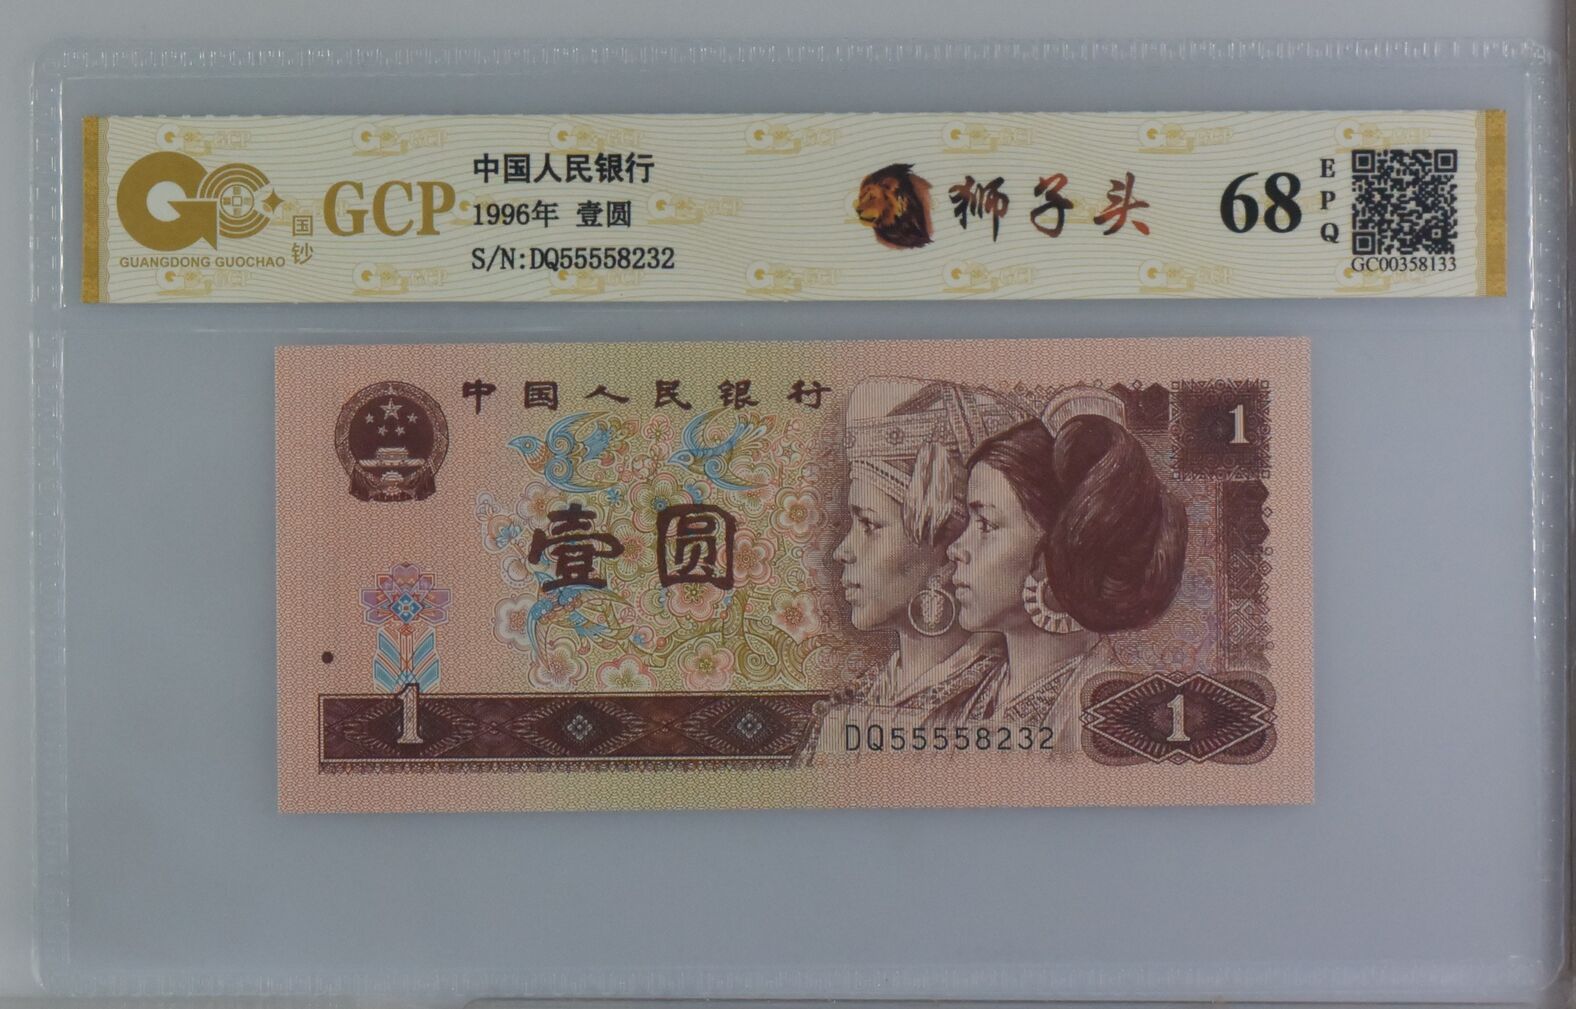 GC
GUANGDONG GUOCHAO
国钞
GCP
中国人民银行
1996年 壹圆
S/N:DQ55558232
狮子头
68
EPQ
GC00358133
中国人民银行
1
壹圆
1
DQ55558232
1